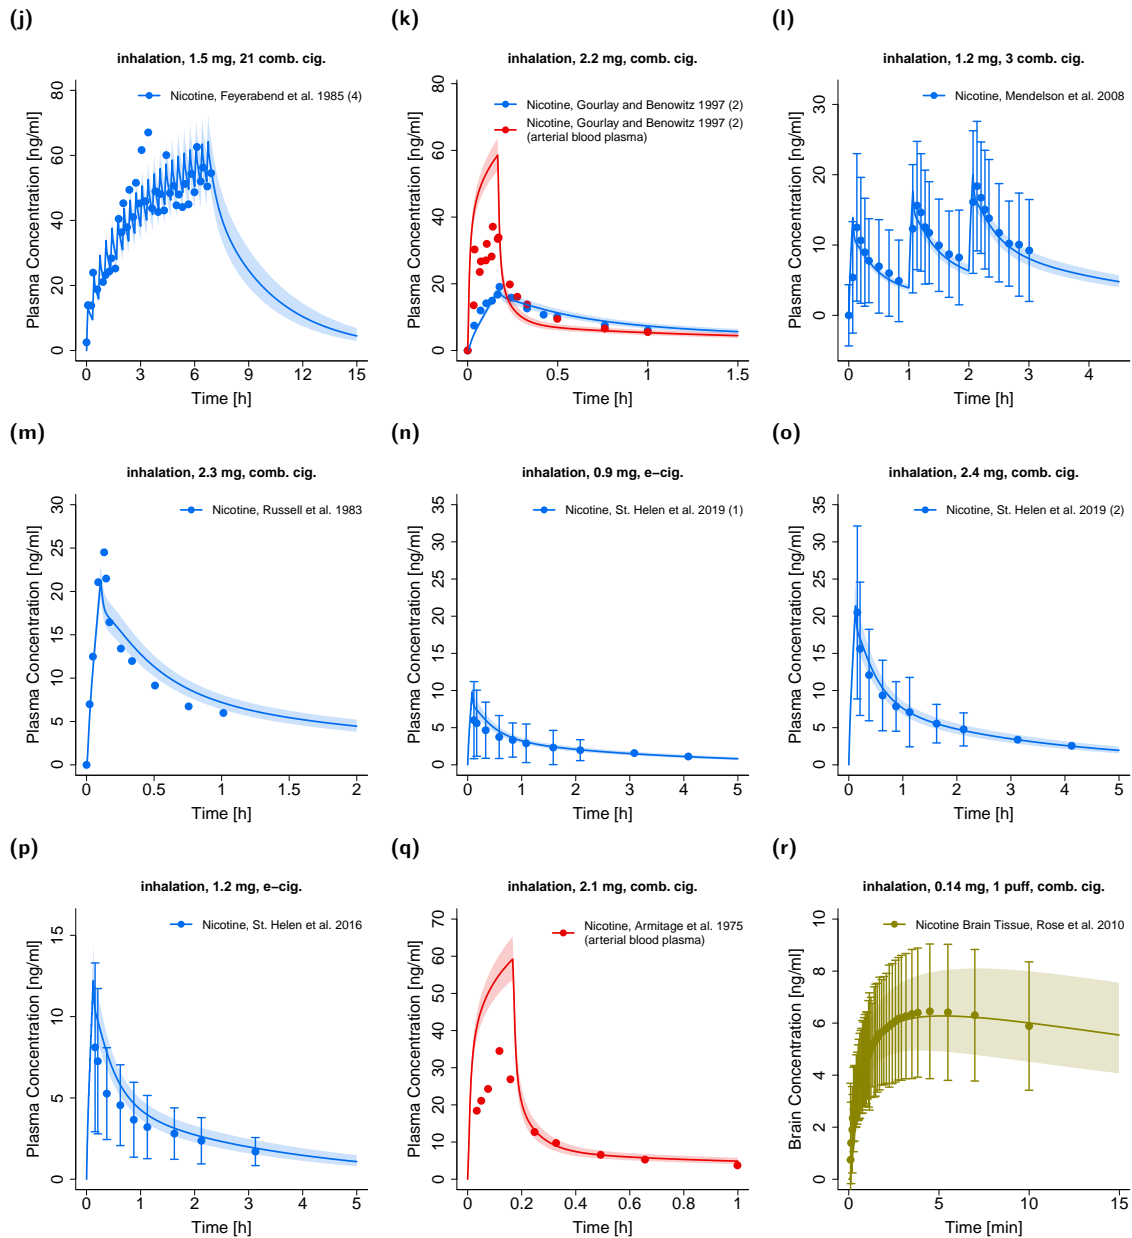 (j)
inhalation, 1.5 mg, 21 comb. cig.
Nicotine, Feyerabend et al. 1985 (4)
Plasma Concentration [ng/ml]
0 20 40 60 80
0 3 6 9 12 15
Time [h]
(k)
inhalation, 2.2 mg, comb. cig.
Nicotine, Gourlay and Benowitz 1997 (2)
Nicotine, Gourlay and Benowitz 1997 (2)
(arterial blood plasma)
Plasma Concentration [ng/ml]
0 20 40 60 80
0 0.5 1 1.5
Time [h]
(l)
inhalation, 1.2 mg, 3 comb. cig.
Nicotine, Mendelson et al. 2008
Plasma Concentration [ng/ml]
0 10 20 30
0 1 2 3 4
Time [h]
(m)
inhalation, 2.3 mg, comb. cig.
Nicotine, Russell et al. 1983
Plasma Concentration [ng/ml]
0 5 10 15 20 25 30
0 0.5 1 1.5 2
Time [h]
(n)
inhalation, 0.9 mg, e−cig.
Nicotine, St. Helen et al. 2019 (1)
Plasma Concentration [ng/ml]
0 5 10 15 20 25 30 35
0 1 2 3 4 5
Time [h]
(o)
inhalation, 2.4 mg, comb. cig.
Nicotine, St. Helen et al. 2019 (2)
Plasma Concentration [ng/ml]
0 5 10 15 20 25 30 35
0 1 2 3 4 5
Time [h]
(p)
inhalation, 1.2 mg, e−cig.
Nicotine, St. Helen et al. 2016
Plasma Concentration [ng/ml]
0 5 10 15
0 1 2 3 4 5
Time [h]
(q)
inhalation, 2.1 mg, comb. cig.
Nicotine, Armitage et al. 1975
(arterial blood plasma)
Plasma Concentration [ng/ml]
0 10 20 30 40 50 60 70
0 0.2 0.4 0.6 0.8 1
Time [h]
(r)
inhalation, 0.14 mg, 1 puff, comb. cig.
Nicotine Brain Tissue, Rose et al. 2010
Brain Concentration [ng/ml]
0 2 4 6 8 10
0 5 10 15
Time [min]